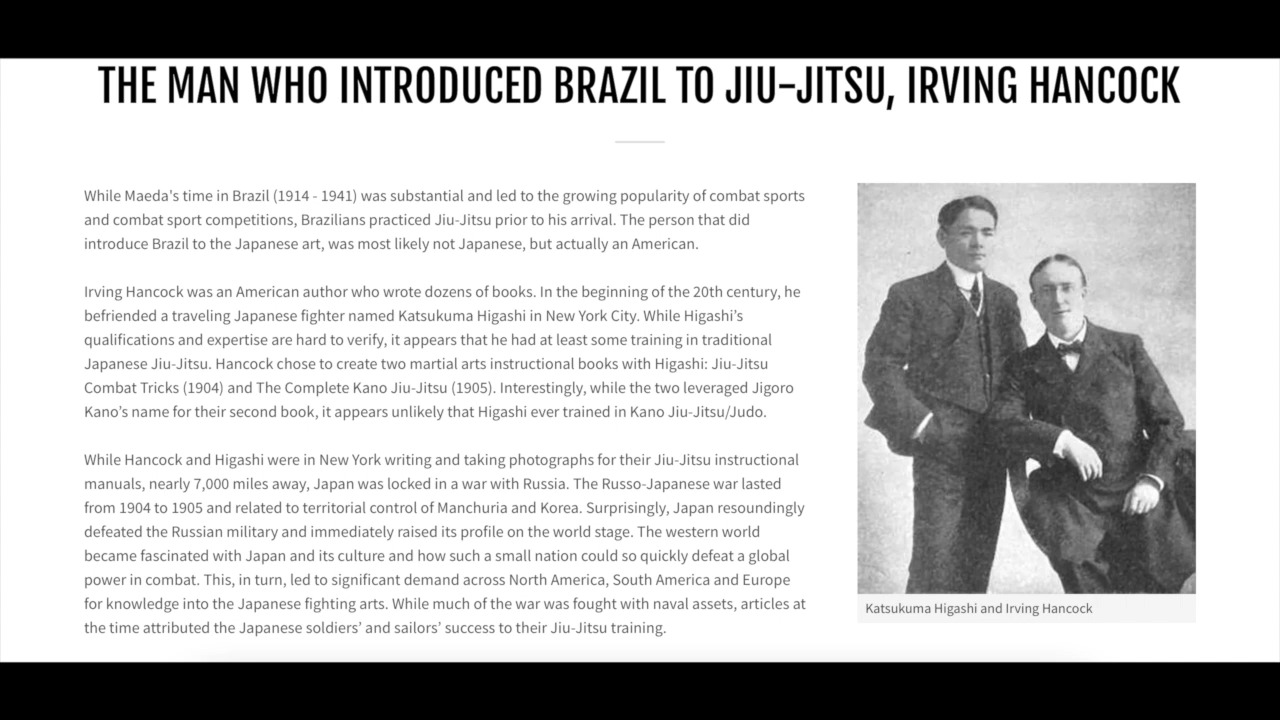 THE MAN WHO INTRODUCED BRAZIL TO JIU-JITSU, IRVING HANCOCK
While Maeda's time in Brazil (1914 - 1941) was substantial and led to the growing popularity of combat sports
and combat sport competitions, Brazilians practiced Jiu-Jitsu prior to his arrival. The person that did
introduce Brazil to the Japanese art, was most likely not Japanese, but actually an American.
Irving Hancock was an American author who wrote dozens of books. In the beginning of the 20th century, he
befriended a traveling Japanese fighter named Katsukuma Higashi in New York City. While Higashi’s
qualifications and expertise are hard to verify, it appears that he had at least some training in traditional
Japanese Jiu-Jitsu. Hancock chose to create two martial arts instructional books with Higashi: Jiu-Jitsu
Combat Tricks (1904) and The Complete Kano Jiu-Jitsu (1905). Interestingly, while the two leveraged Jigoro
Kano’s name for their second book, it appears unlikely that Higashi ever trained in Kano Jiu-Jitsu/Judo.
While Hancock and Higashi were in New York writing and taking photographs for their Jiu-Jitsu instructional
manuals, nearly 7,000 miles away, Japan was locked in a war with Russia. The Russo-Japanese war lasted
from 1904 to 1905 and related to territorial control of Manchuria and Korea. Surprisingly, Japan resoundingly
defeated the Russian military and immediately raised its profile on the world stage. The western world
became fascinated with Japan and its culture and how such a small nation could so quickly defeat a global
power in combat. This, in turn, led to significant demand across North America, South America and Europe
for knowledge into the Japanese fighting arts. While much of the war was fought with naval assets, articles at
the time attributed the Japanese soldiers’ and sailors’ success to their Jiu-Jitsu training.
Katsukuma Higashi and Irving Hancock